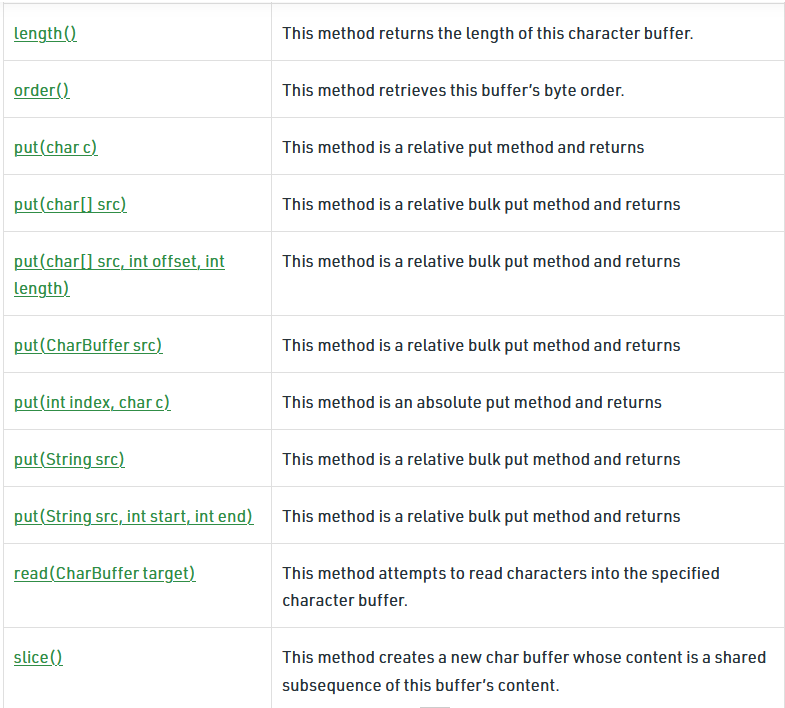 length()
This method returns the length of this character buffer.
order()
This method retrieves this buffer’s byte order.
put(char c)
This method is a relative put method and returns
put(char[] src)
This method is a relative bulk put method and returns
put(char[] src, int offset, int
length)
This method is a relative bulk put method and returns
put(CharBuffer src)
This method is a relative bulk put method and returns
put(int index, char c)
This method is an absolute put method and returns
put(String src)
This method is a relative bulk put method and returns
put(String src, int start, int end)
This method is a relative bulk put method and returns
read(CharBuffer target)
This method attempts to read characters into the specified
character buffer.
slice()
This method creates a new char buffer whose content is a shared
subsequence of this buffer’s content.